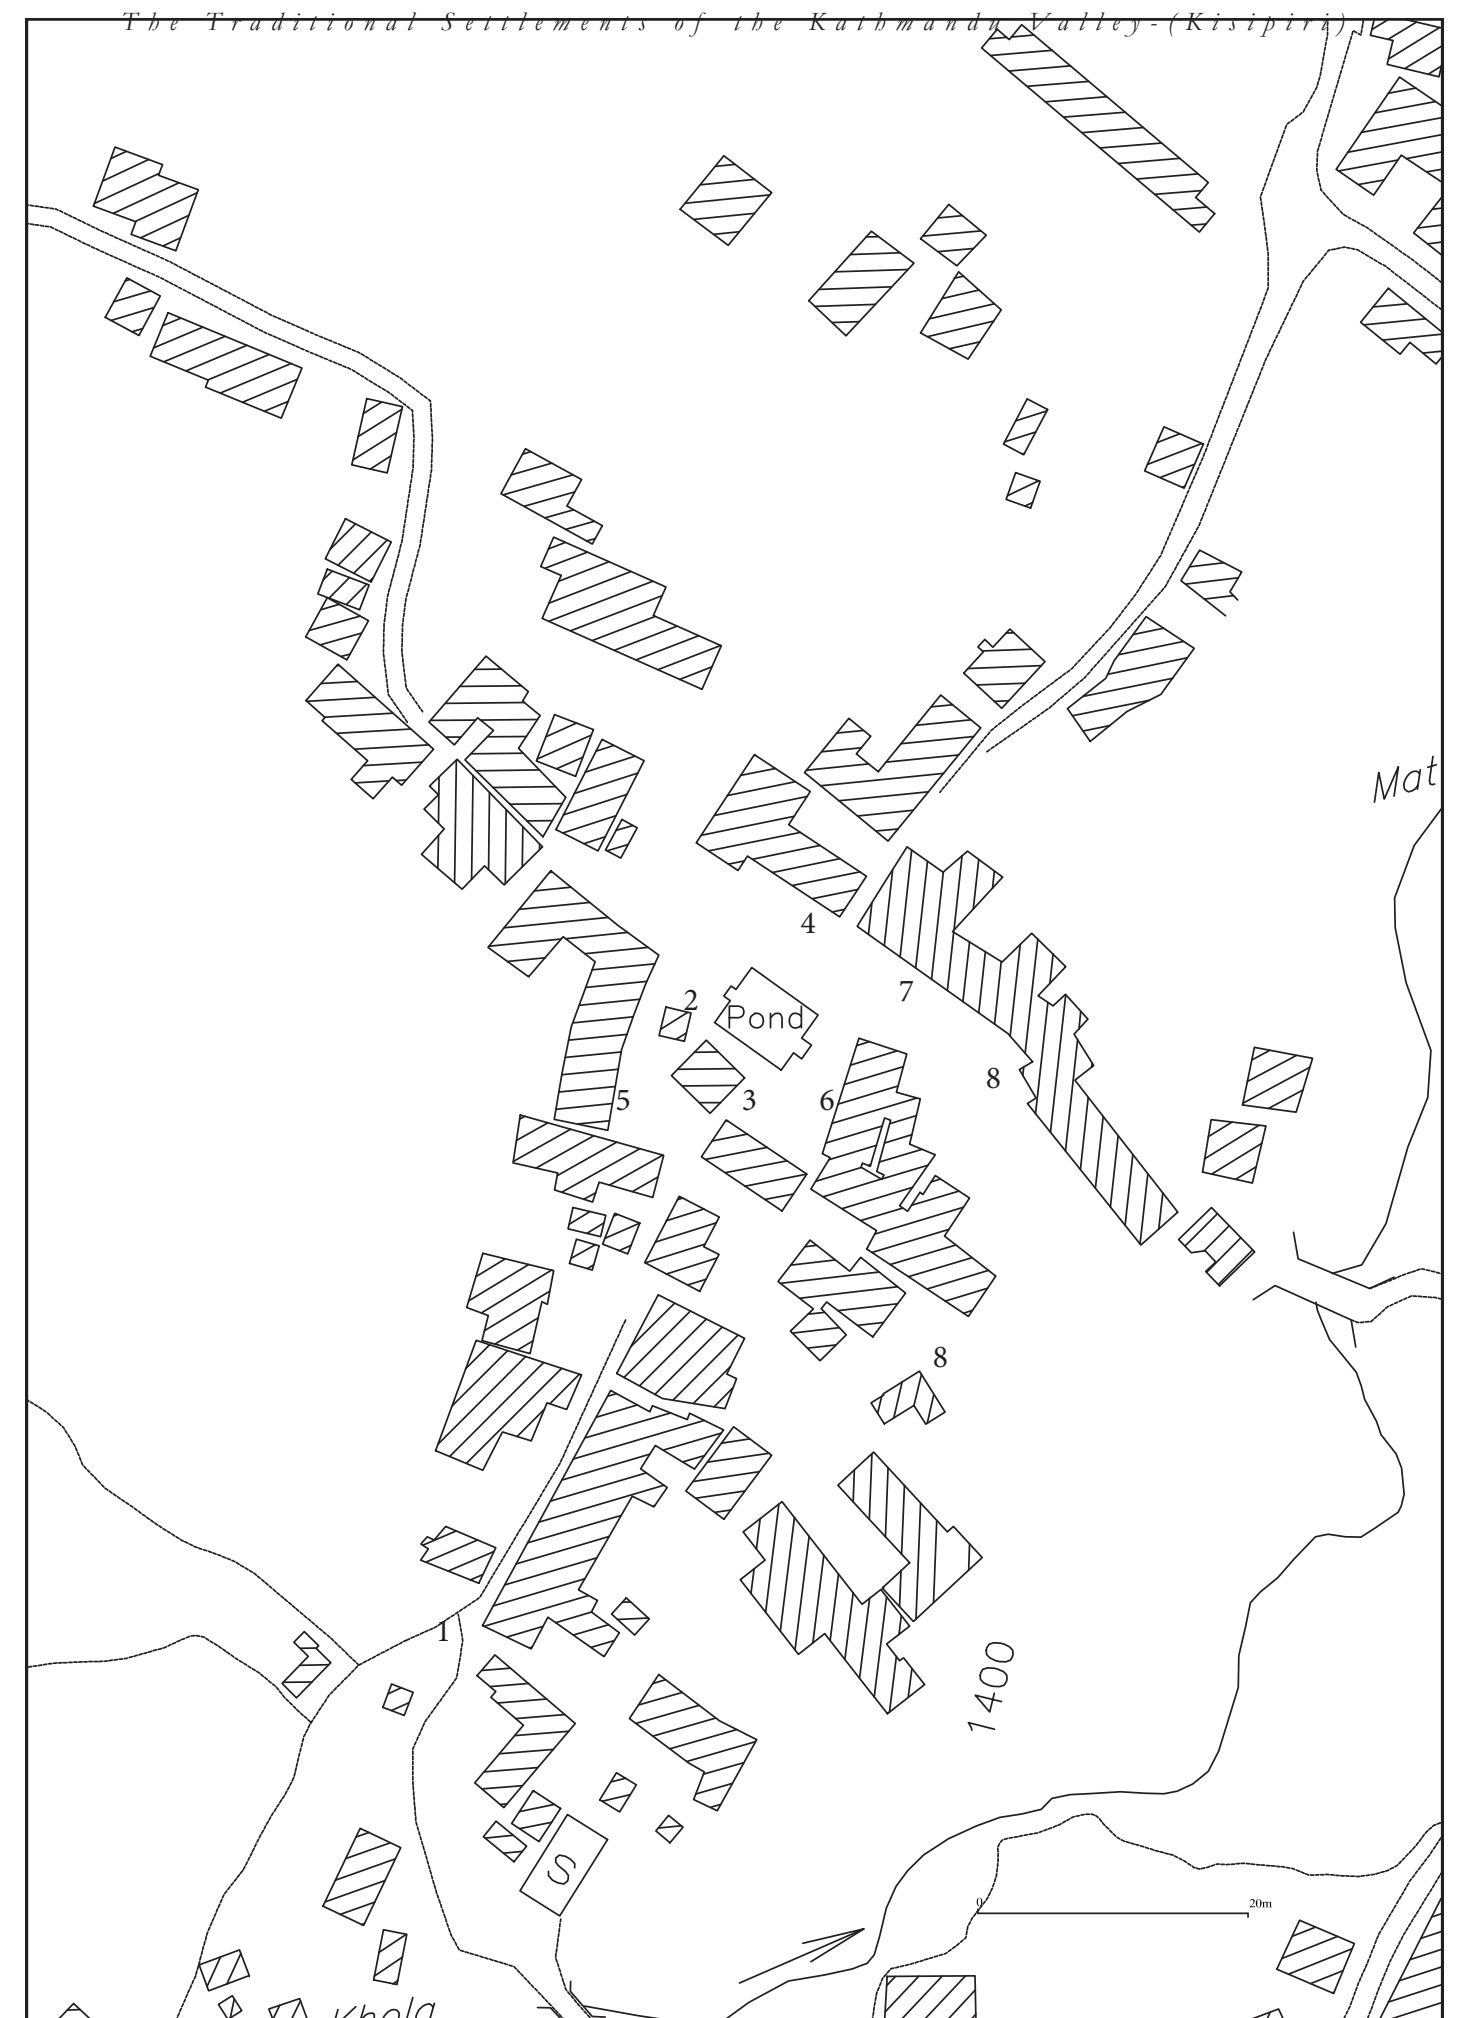 The Traditional Settlements of the Kathmandu Valley-(Kisipiri)
Mat
4
7
2
Pond
8
3
6
5
8
1
1400
S
0
20m
Khola